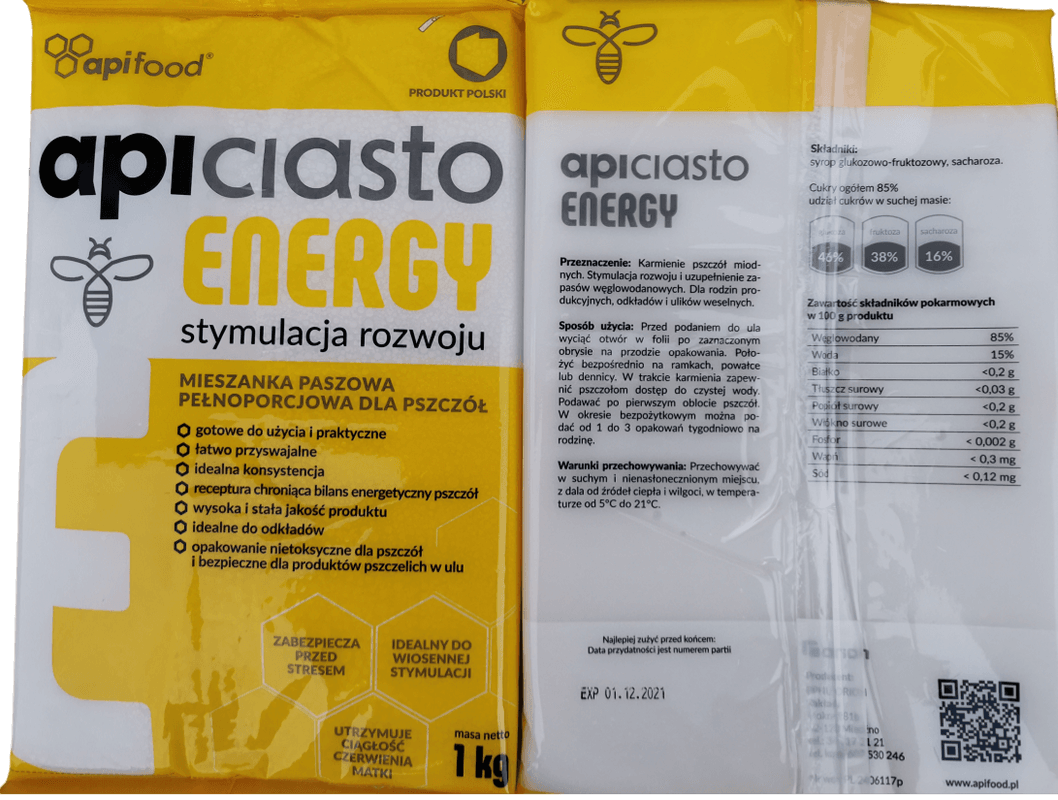 apifood®
PRODUKT POLSKI
apiciasto
ENERGY
stymulacja rozwoju
MIESZANKA PASZOWA
PEŁNOPORCJOWA DLA PSZCZÓŁ
gotowe do użycia i praktyczne
łatwo przyswajalne
idealna konsystencja
receptura chroniąca bilans energetyczny pszczół
wysoka i stała jakość produktu
idealne do odkładów
opakowanie nietoksyczne dla pszczół
i bezpieczne dla produktów pszczelich w ulu
ZABEZPIECZA
PRZED
STRESEM
IDEALNY DO
WIOSENNEJ
STYMULACJI
UTRZYMUJE
CIĄGŁOŚĆ
CZERWIENIA
MATKI
masa netto
1 kg
apiciasto
ENERGY
Przeznaczenie: Karmienie pszczół miod-
nych. Stymulacja rozwoju i uzupełnienie za-
pasów węglowodanowych. Dla rodzin pro-
dukcyjnych, odkładów i ulików weselnych.
Sposób użycia: Przed podaniem do ula
wyciąć otwór w folii po zaznaczonym
obrysie na przodzie opakowania. Poło-
żyć bezpośrednio na ramkach, powałce
lub dennicy. W trakcie karmienia zapew-
nić pszczołom dostęp do czystej wody.
Podawać po pierwszym oblocie pszczół.
W okresie bezpożytkowym można po-
dać od 1 do 3 opakowań tygodniowo na
rodzinę.
Warunki przechowywania: Przechowywać
w suchym i nienasłonecznionym miejscu,
z dala od źródeł ciepła i wilgoci, w tempera-
turze od 5°C do 21°C.
Najlepiej zużyć przed końcem:
Data przydatności jest numerem partii
EXP 01.12.2021
Składniki:
syrop glukozowo-fruktozowy, sacharoza.
Cukry ogółem 85%
udział cukrów w suchej masie:
fruktoza sacharoza
46% 38% 16%
Zawartość składników pokarmowych
w 100 g produktu
Węglowodany 85%
Woda 15%
Białko <0,2 g
Tłuszcz surowy <0,03 g
Popiół surowy <0,2 g
Włókno surowe <0,2 g
Fosfor < 0,002 g
Wapń < 0,3 mg
Sód < 0,12 mg
Producent:
530 246
www.apifood.pl